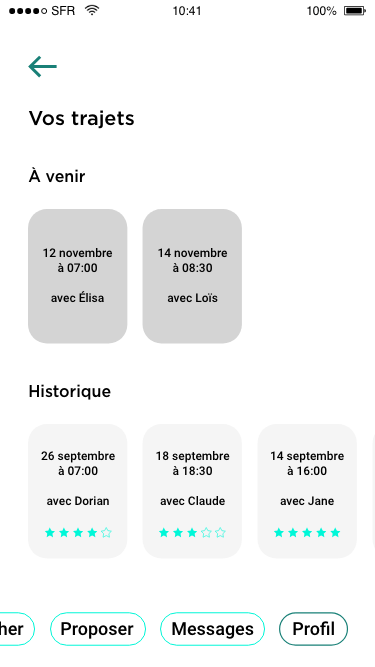 SFR 10:41 100%
Vos trajets
À venir
12 novembre
à 07:00
avec Élisa
14 novembre
à 08:30
avec Loïs
Historique
26 septembre
à 07:00
avec Dorian
18 septembre
à 18:30
avec Claude
14 septembre
à 16:00
avec Jane
her Proposer Messages Profil